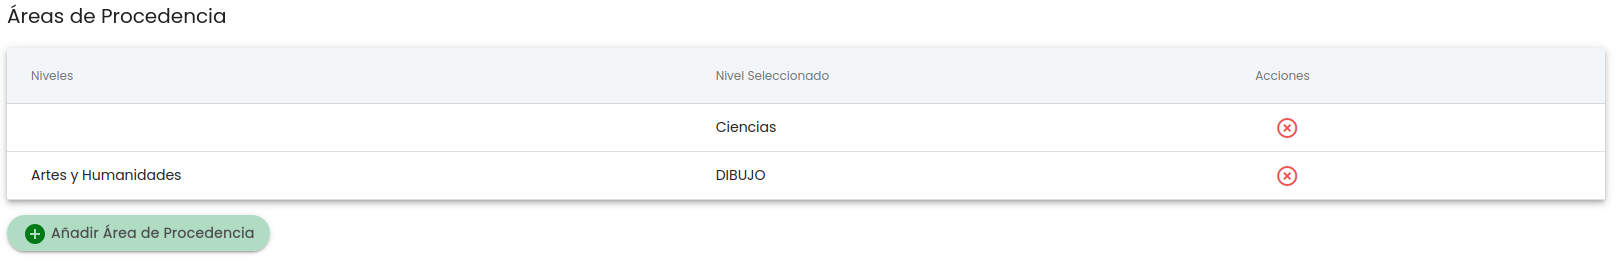 Áreas de Procedencia
Niveles Nivel Seleccionado Acciones
Ciencias
Artes y Humanidades DIBUJO
Añadir Área de Procedencia